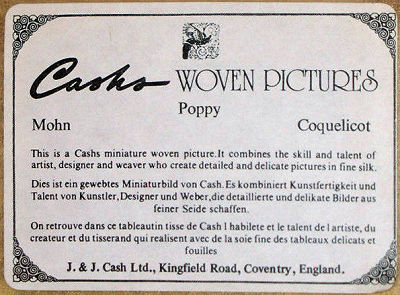 Cashs WOVEN PICTURES
Poppy
Mohn Coquelicot
This is a Cashs miniature woven picture.It combines the skill and talent of
artist, designer and weaver who create detailed and delicate pictures in fine silk.
Dies ist ein gewebtes Miniaturbild von Cash.Es kombiniert Kunstfertigkeit und
Talent von Kunstler,Designer und Weber,die detaillierte und delikate Bilder aus
feiner Seide schaffen.
On retrouve dans ce tableautin tisse de Cash l habilete et le talent de l artiste, du
createur et du tisserand qui realisent avec de la soie fine des tableaux delicats et
fouilles
J. & J. Cash Ltd., Kingfield Road, Coventry, England.